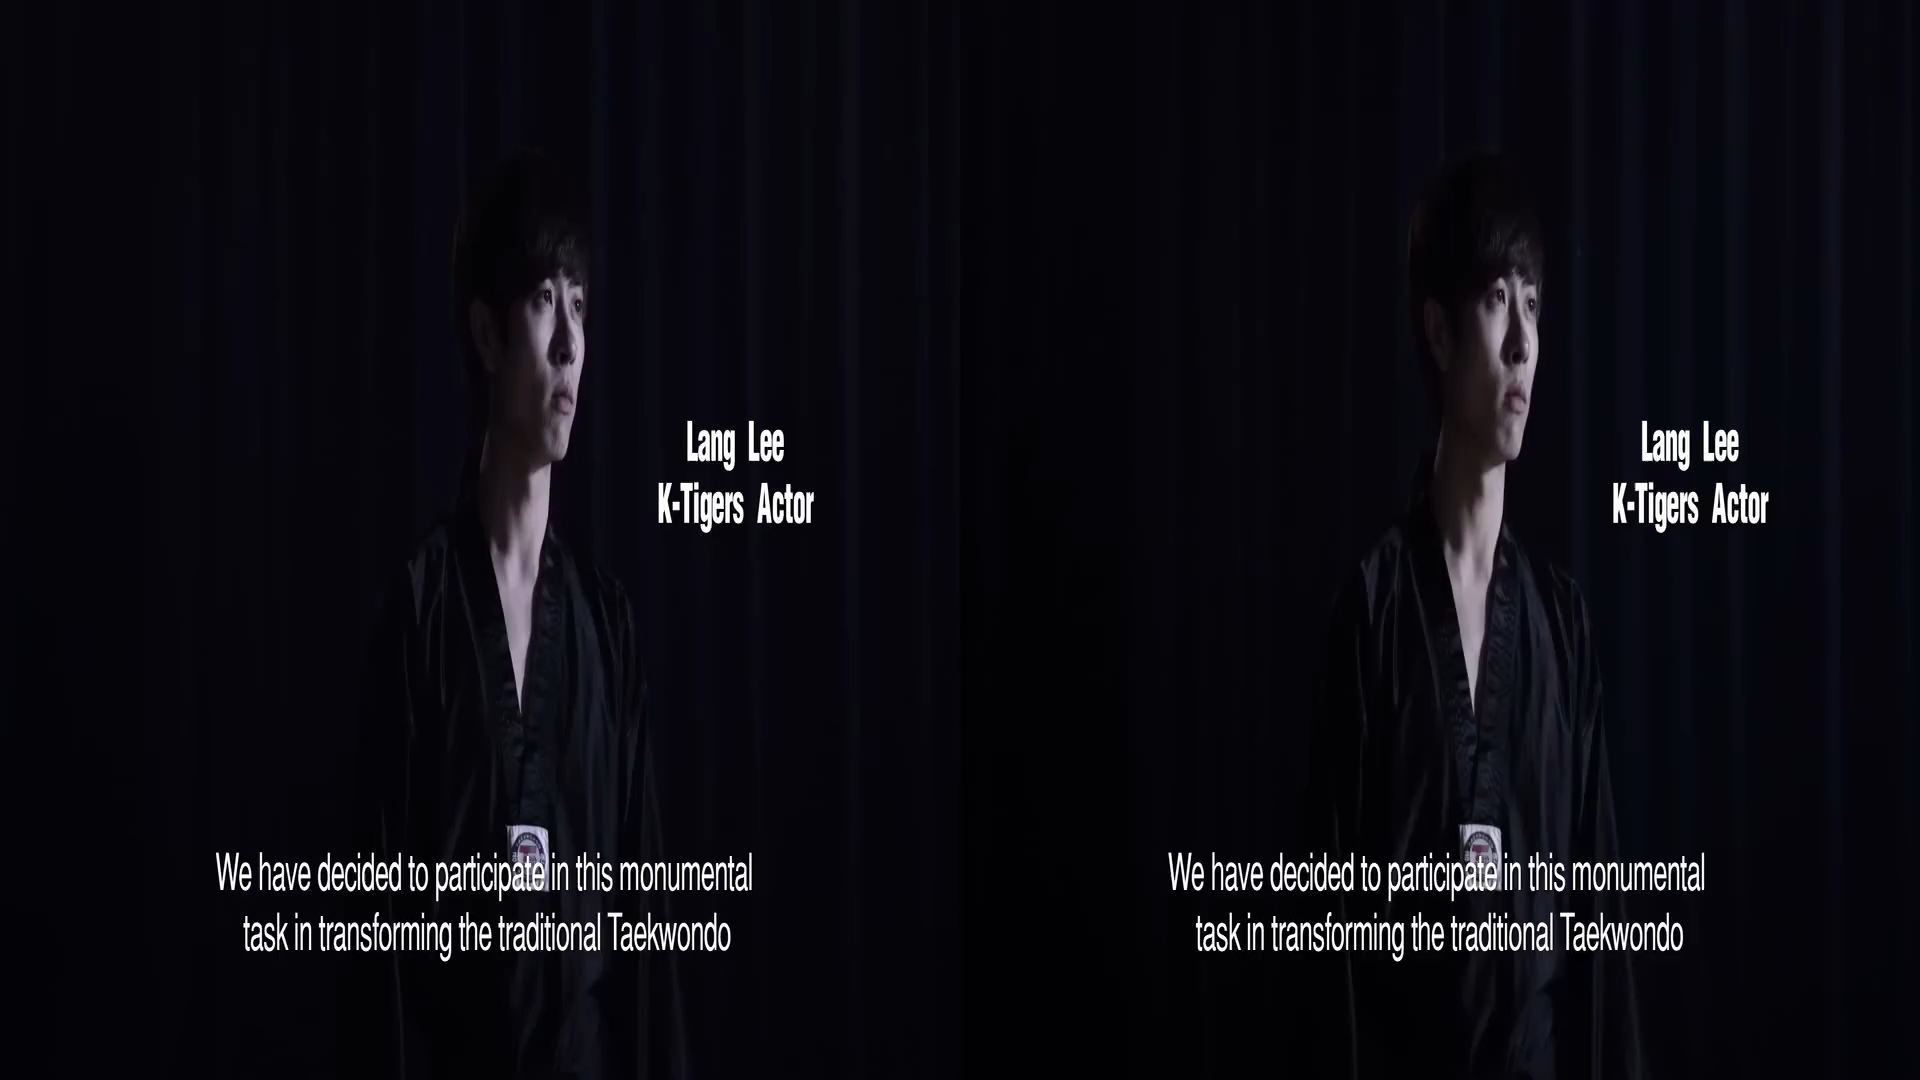 Lang Lee
K-Tigers Actor
We have decided to participate in this monumental
task in transforming the traditional Taekwondo
Lang Lee
K-Tigers Actor
We have decided to participate in this monumental
task in transforming the traditional Taekwondo